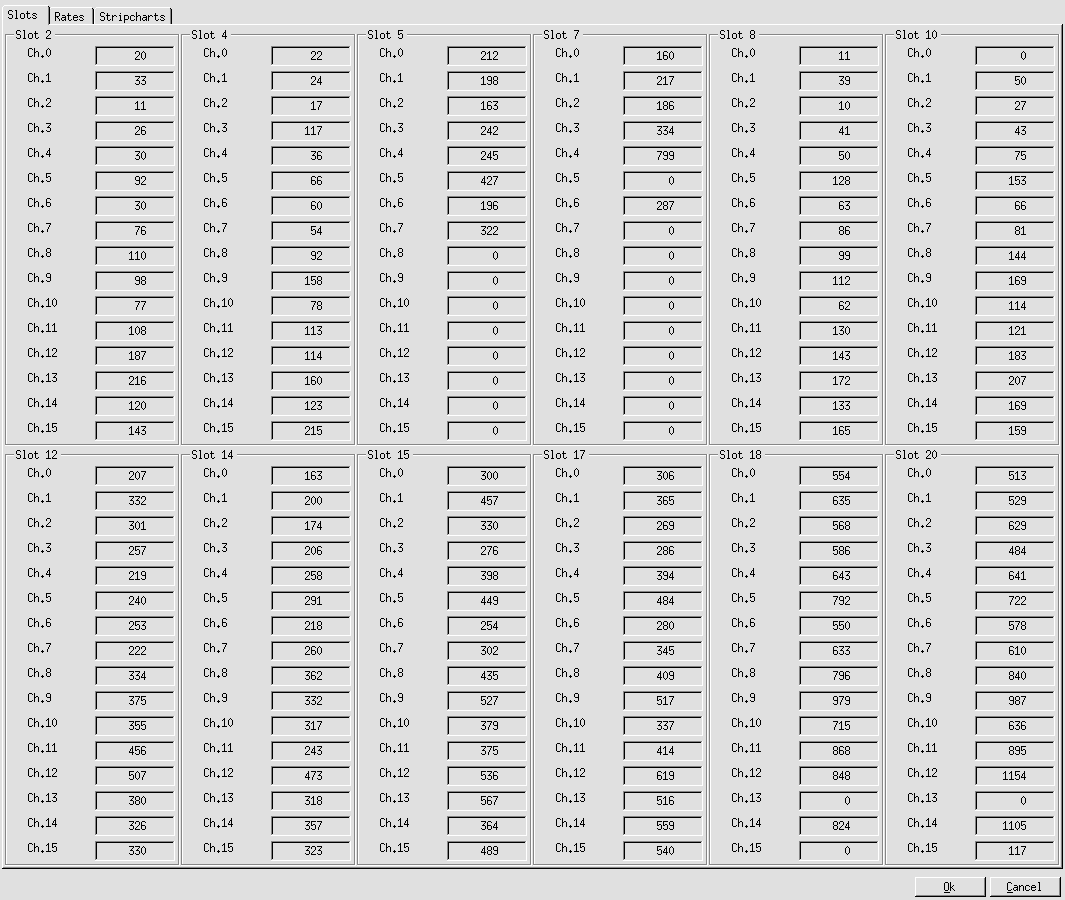 Slots Rates Stripcharts
Slot 2 Slot 4 Slot 5 Slot 7 Slot 8 Slot 10
Ch.0 20 Ch.0 22 Ch.0 212 Ch.0 160 Ch.0 11 Ch.0 0
Ch.1 33 Ch.1 24 Ch.1 198 Ch.1 217 Ch.1 39 Ch.1 50
Ch.2 11 Ch.2 17 Ch.2 163 Ch.2 186 Ch.2 10 Ch.2 27
Ch.3 26 Ch.3 117 Ch.3 242 Ch.3 334 Ch.3 41 Ch.3 43
Ch.4 30 Ch.4 36 Ch.4 245 Ch.4 799 Ch.4 50 Ch.4 75
Ch.5 92 Ch.5 66 Ch.5 427 Ch.5 0 Ch.5 128 Ch.5 153
Ch.6 30 Ch.6 60 Ch.6 196 Ch.6 287 Ch.6 63 Ch.6 66
Ch.7 76 Ch.7 54 Ch.7 322 Ch.7 0 Ch.7 86 Ch.7 81
Ch.8 110 Ch.8 92 Ch.8 0 Ch.8 0 Ch.8 99 Ch.8 144
Ch.9 98 Ch.9 158 Ch.9 0 Ch.9 0 Ch.9 112 Ch.9 169
Ch.10 77 Ch.10 78 Ch.10 0 Ch.10 0 Ch.10 62 Ch.10 114
Ch.11 108 Ch.11 113 Ch.11 0 Ch.11 0 Ch.11 130 Ch.11 121
Ch.12 187 Ch.12 114 Ch.12 0 Ch.12 0 Ch.12 143 Ch.12 183
Ch.13 216 Ch.13 160 Ch.13 0 Ch.13 0 Ch.13 172 Ch.13 207
Ch.14 120 Ch.14 123 Ch.14 0 Ch.14 0 Ch.14 133 Ch.14 169
Ch.15 143 Ch.15 215 Ch.15 0 Ch.15 0 Ch.15 165 Ch.15 159
Slot 12 Slot 14 Slot 15 Slot 17 Slot 18 Slot 20
Ch.0 207 Ch.0 163 Ch.0 300 Ch.0 306 Ch.0 554 Ch.0 513
Ch.1 332 Ch.1 200 Ch.1 457 Ch.1 365 Ch.1 635 Ch.1 529
Ch.2 301 Ch.2 174 Ch.2 330 Ch.2 269 Ch.2 568 Ch.2 629
Ch.3 257 Ch.3 206 Ch.3 276 Ch.3 286 Ch.3 586 Ch.3 484
Ch.4 219 Ch.4 258 Ch.4 398 Ch.4 394 Ch.4 643 Ch.4 641
Ch.5 240 Ch.5 291 Ch.5 449 Ch.5 484 Ch.5 792 Ch.5 722
Ch.6 253 Ch.6 218 Ch.6 254 Ch.6 280 Ch.6 550 Ch.6 578
Ch.7 222 Ch.7 260 Ch.7 302 Ch.7 345 Ch.7 633 Ch.7 610
Ch.8 334 Ch.8 362 Ch.8 435 Ch.8 409 Ch.8 796 Ch.8 840
Ch.9 375 Ch.9 332 Ch.9 527 Ch.9 517 Ch.9 979 Ch.9 987
Ch.10 355 Ch.10 317 Ch.10 379 Ch.10 337 Ch.10 715 Ch.10 636
Ch.11 456 Ch.11 243 Ch.11 375 Ch.11 414 Ch.11 868 Ch.11 895
Ch.12 507 Ch.12 473 Ch.12 536 Ch.12 619 Ch.12 848 Ch.12 1154
Ch.13 380 Ch.13 318 Ch.13 567 Ch.13 516 Ch.13 0 Ch.13 0
Ch.14 326 Ch.14 357 Ch.14 364 Ch.14 559 Ch.14 824 Ch.14 1105
Ch.15 330 Ch.15 323 Ch.15 489 Ch.15 540 Ch.15 0 Ch.15 117
Ok Cancel